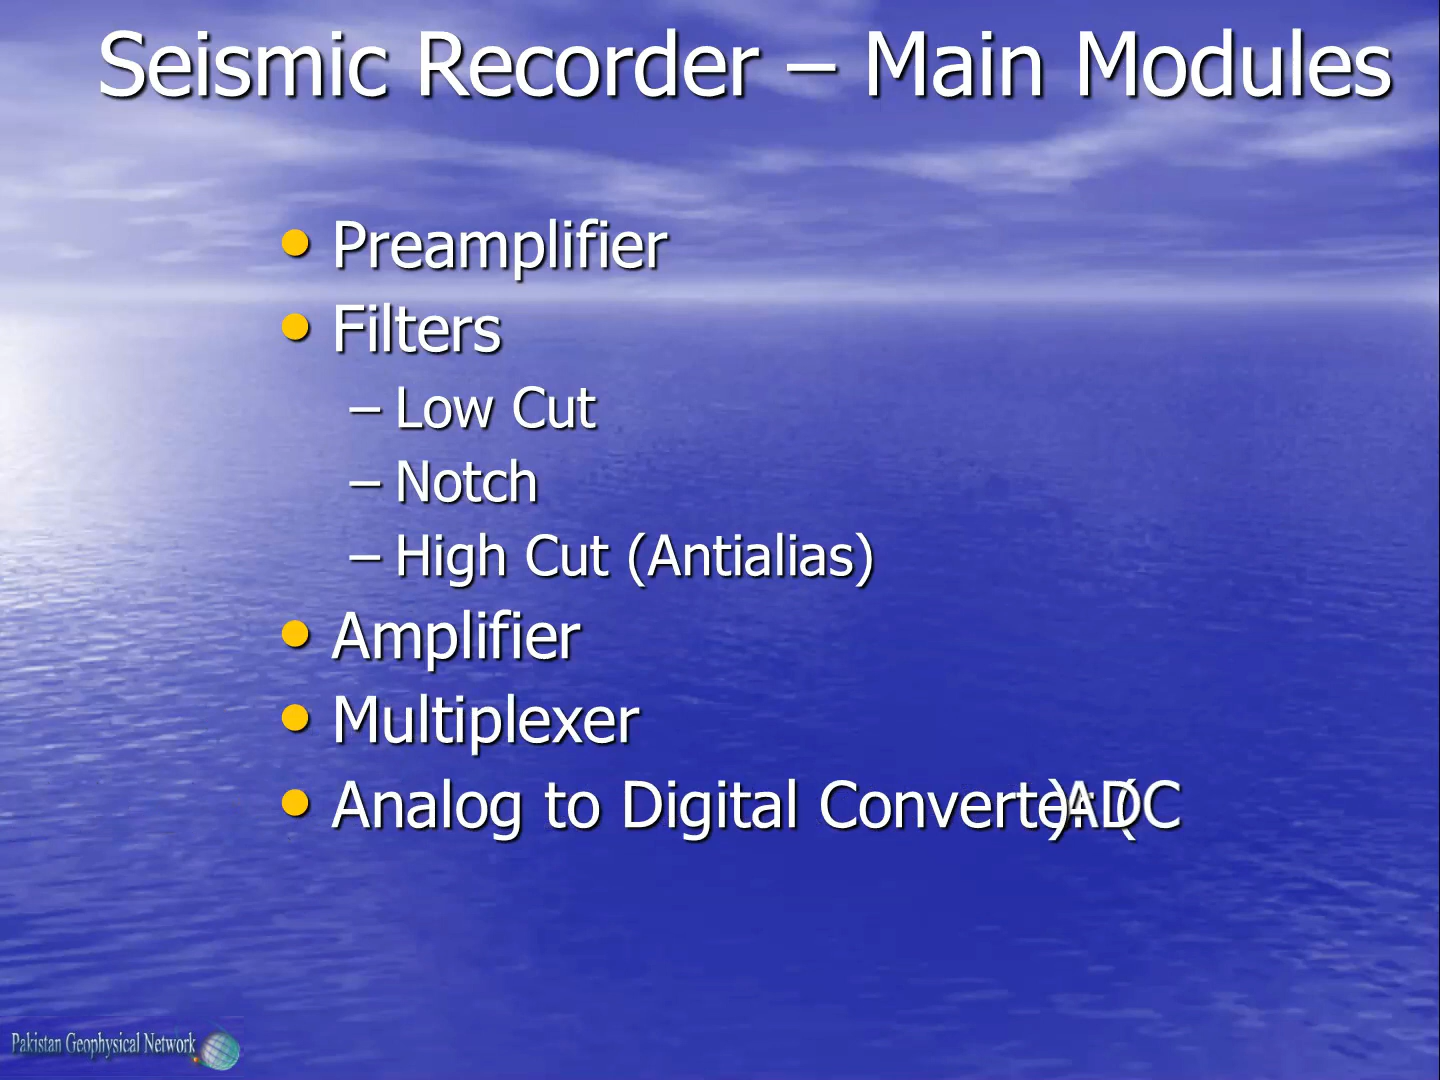 Seismic Recorder – Main Modules
• Preamplifier
• Filters
– Low Cut
– Notch
– High Cut (Antialias)
• Amplifier
• Multiplexer
• Analog to Digital Converter (ADC)
Pakistan Geophysical Network